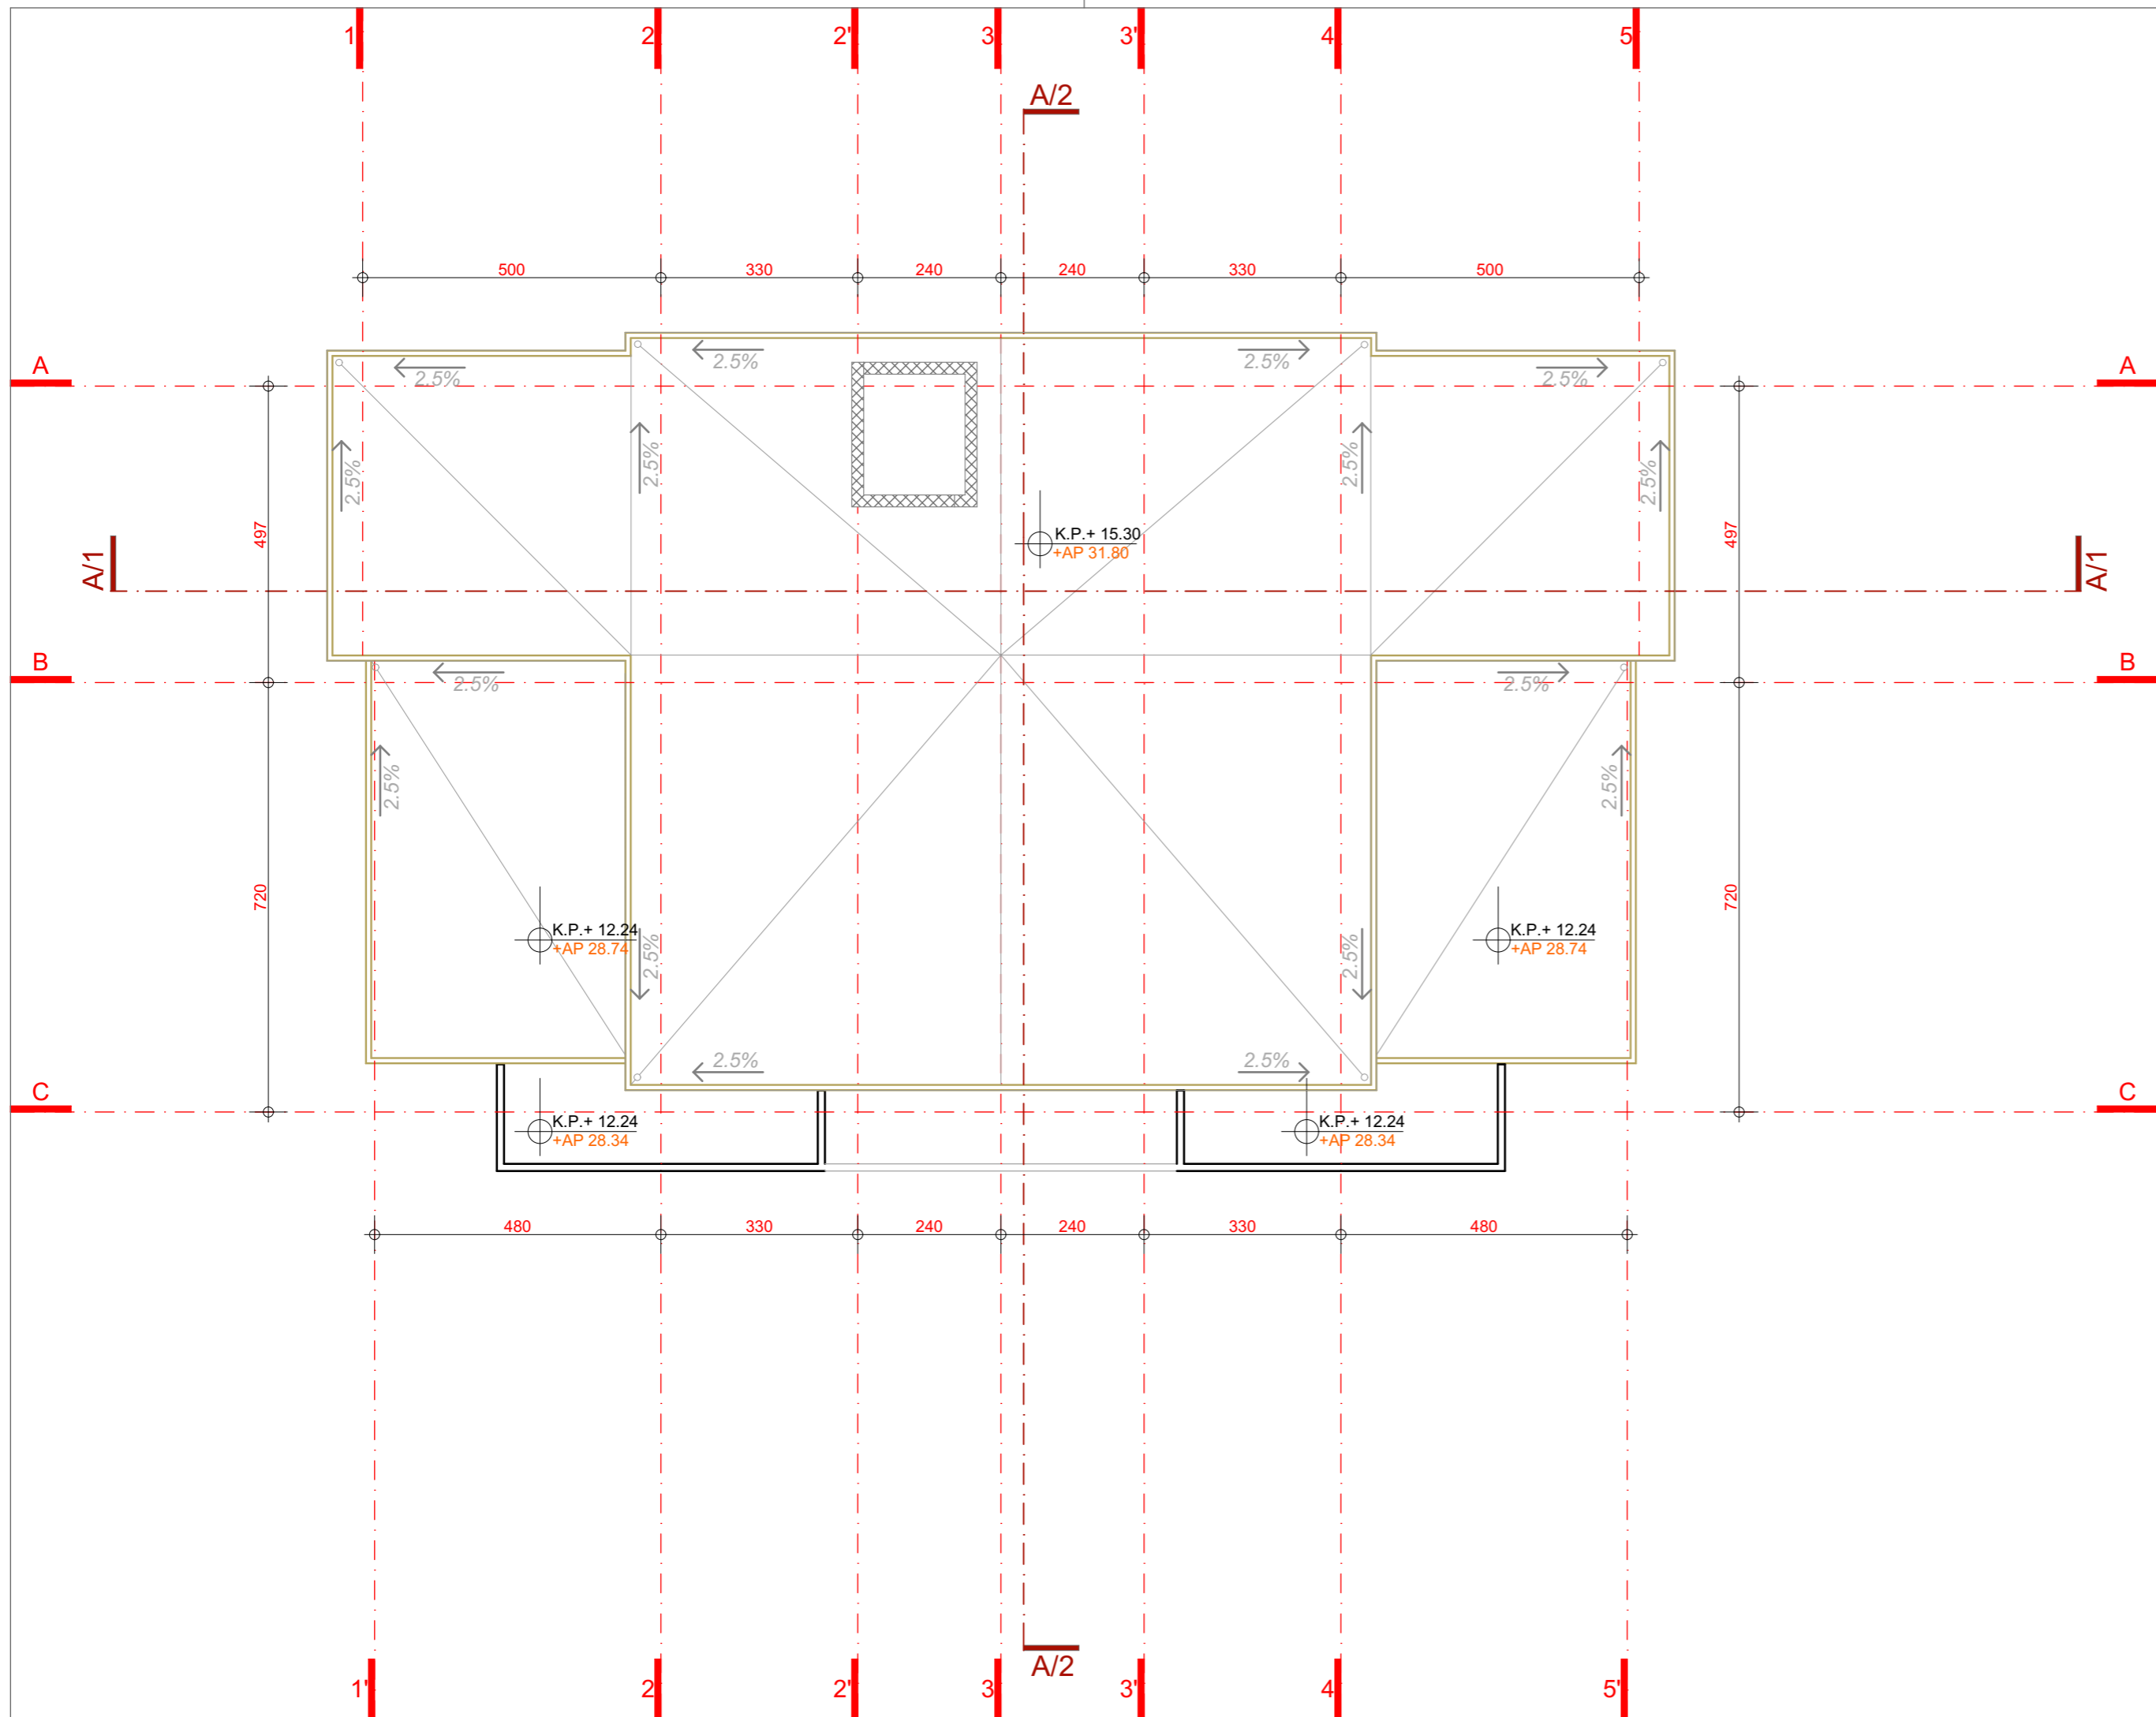 1 2 2' 3 3' 4 5
A/2
500 330 240 240 330 500
A A
2.5% 2.5% 2.5% 2.5%
2.5% 2.5% 2.5% 2.5%
497 497
K.P.+ 15.30
+AP 31.80
A/1 A/1
B B
2.5% 2.5%
2.5% 2.5%
720 720
K.P.+ 12.24 K.P.+ 12.24
+AP 28.74 +AP 28.74
2.5% 2.5%
2.5% 2.5%
C C
K.P.+ 12.24 K.P.+ 12.24
+AP 28.34 +AP 28.34
480 330 240 240 330 480
A/2
1' 2 2' 3 3' 4 5'